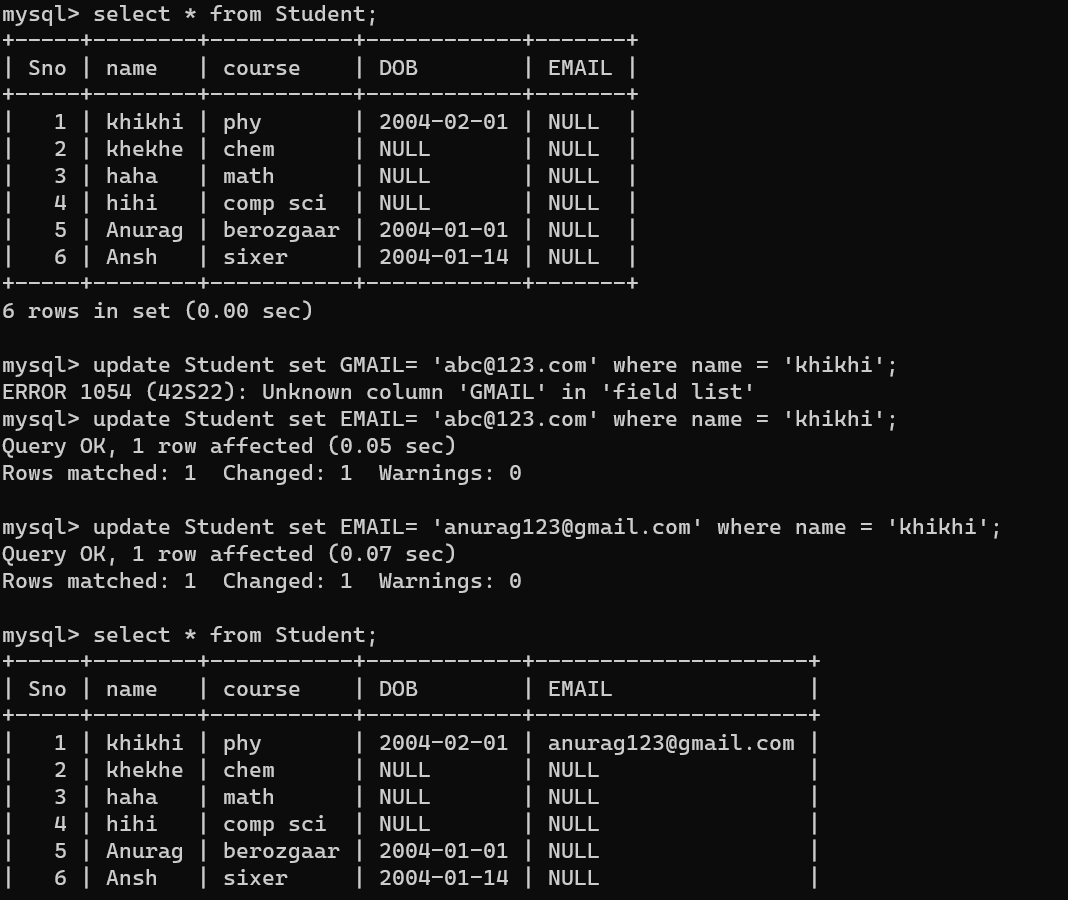 mysql> select * from Student;
+-----+--------+-----------+------------+-------+
| Sno | name   | course    | DOB        | EMAIL |
+-----+--------+-----------+------------+-------+
|   1 | khikhi | phy       | 2004-02-01 | NULL  |
|   2 | khekhe | chem      | NULL       | NULL  |
|   3 | haha   | math      | NULL       | NULL  |
|   4 | hihi   | comp sci  | NULL       | NULL  |
|   5 | Anurag | berozgaar | 2004-01-01 | NULL  |
|   6 | Ansh   | sixer     | 2004-01-14 | NULL  |
+-----+--------+-----------+------------+-------+
6 rows in set (0.00 sec)

mysql> update Student set GMAIL= 'abc@123.com' where name = 'khikhi';
ERROR 1054 (42S22): Unknown column 'GMAIL' in 'field list'
mysql> update Student set EMAIL= 'abc@123.com' where name = 'khikhi';
Query OK, 1 row affected (0.05 sec)
Rows matched: 1  Changed: 1  Warnings: 0

mysql> update Student set EMAIL= 'anurag123@gmail.com' where name = 'khikhi';
Query OK, 1 row affected (0.07 sec)
Rows matched: 1  Changed: 1  Warnings: 0

mysql> select * from Student;
+-----+--------+-----------+------------+---------------------+
| Sno | name   | course    | DOB        | EMAIL               |
+-----+--------+-----------+------------+---------------------+
|   1 | khikhi | phy       | 2004-02-01 | anurag123@gmail.com |
|   2 | khekhe | chem      | NULL       | NULL                |
|   3 | haha   | math      | NULL       | NULL                |
|   4 | hihi   | comp sci  | NULL       | NULL                |
|   5 | Anurag | berozgaar | 2004-01-01 | NULL                |
|   6 | Ansh   | sixer     | 2004-01-14 | NULL                |